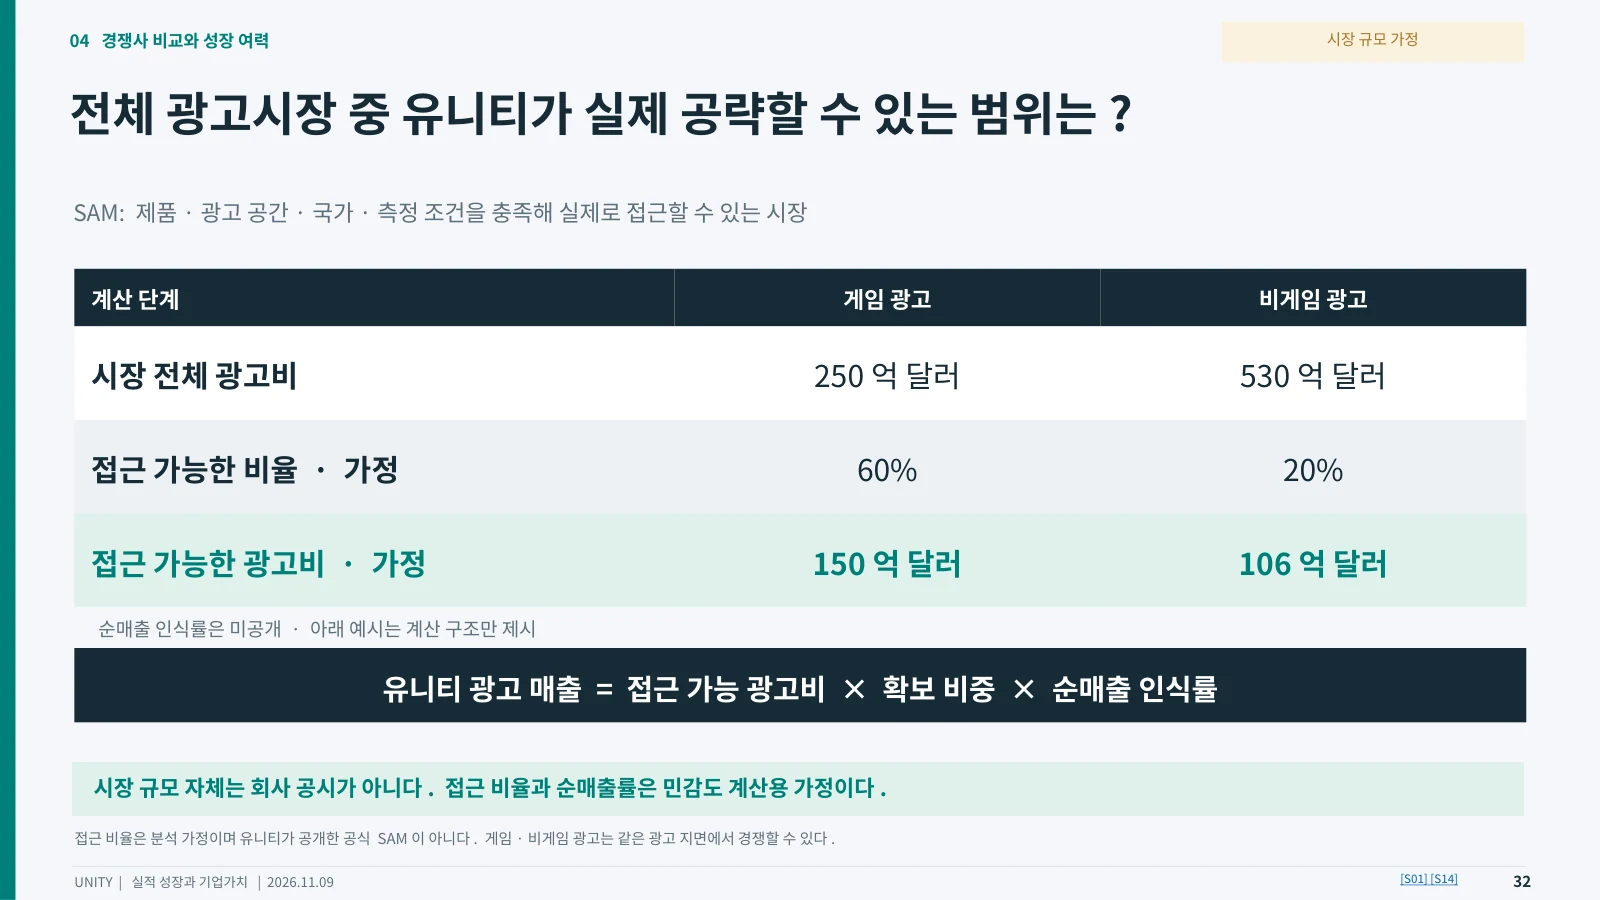 04 경쟁사 비교와 성장 여력
시장 규모 가정
전체 광고시장 중 유니티가 실제 공략할 수 있는 범위는 ?
SAM: 제품 · 광고 공간 · 국가 · 측정 조건을 충족해 실제로 접근할 수 있는 시장
계산 단계 게임 광고 비게임 광고
시장 전체 광고비 250 억 달러 530 억 달러
접근 가능한 비율 · 가정 60% 20%
접근 가능한 광고비 · 가정 150 억 달러 106 억 달러
순매출 인식률은 미공개 · 아래 예시는 계산 구조만 제시
유니티 광고 매출 = 접근 가능 광고비 × 확보 비중 × 순매출 인식률
시장 규모 자체는 회사 공시가 아니다 . 접근 비율과 순매출률은 민감도 계산용 가정이다 .
접근 비율은 분석 가정이며 유니티가 공개한 공식 SAM 이 아니다 . 게임 · 비게임 광고는 같은 광고 지면에서 경쟁할 수 있다 .
UNITY | 실적 성장과 기업가치 | 2026.11.09
[S01] [S14]
32